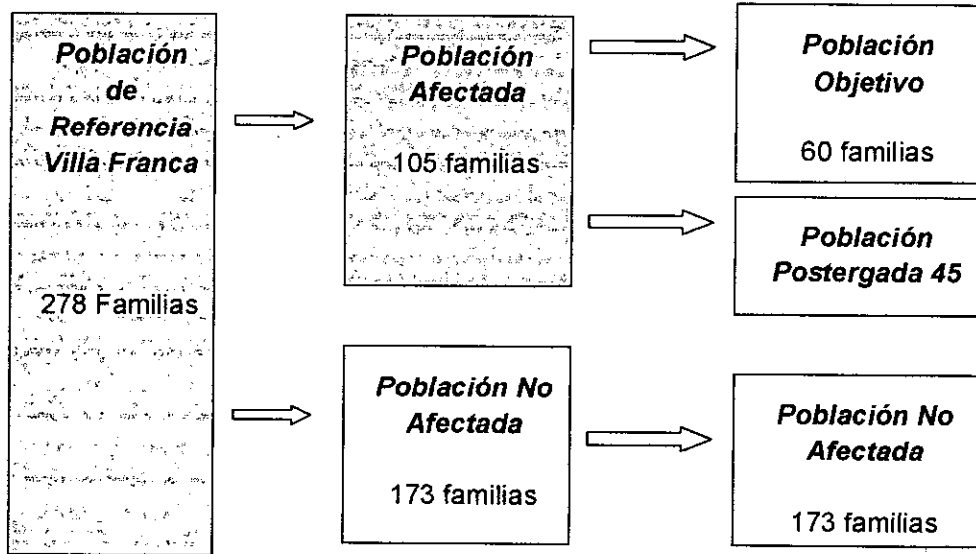 Población
de
Referencia
Villa Franca
278 Familias
Población
Afectada
105 familias
Población
Objetivo
60 familias
Población
Postergada 45
Población No
Afectada
173 familias
Población No
Afectada
173 familias